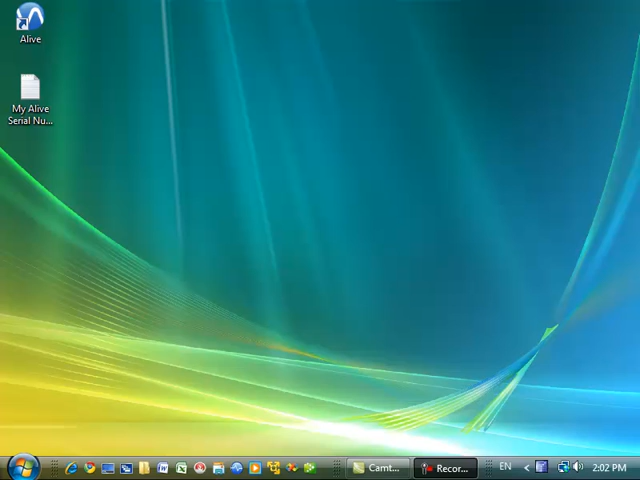 Alive
My Alive
Serial Nu...
Camt...
Recor...
EN
2:02 PM